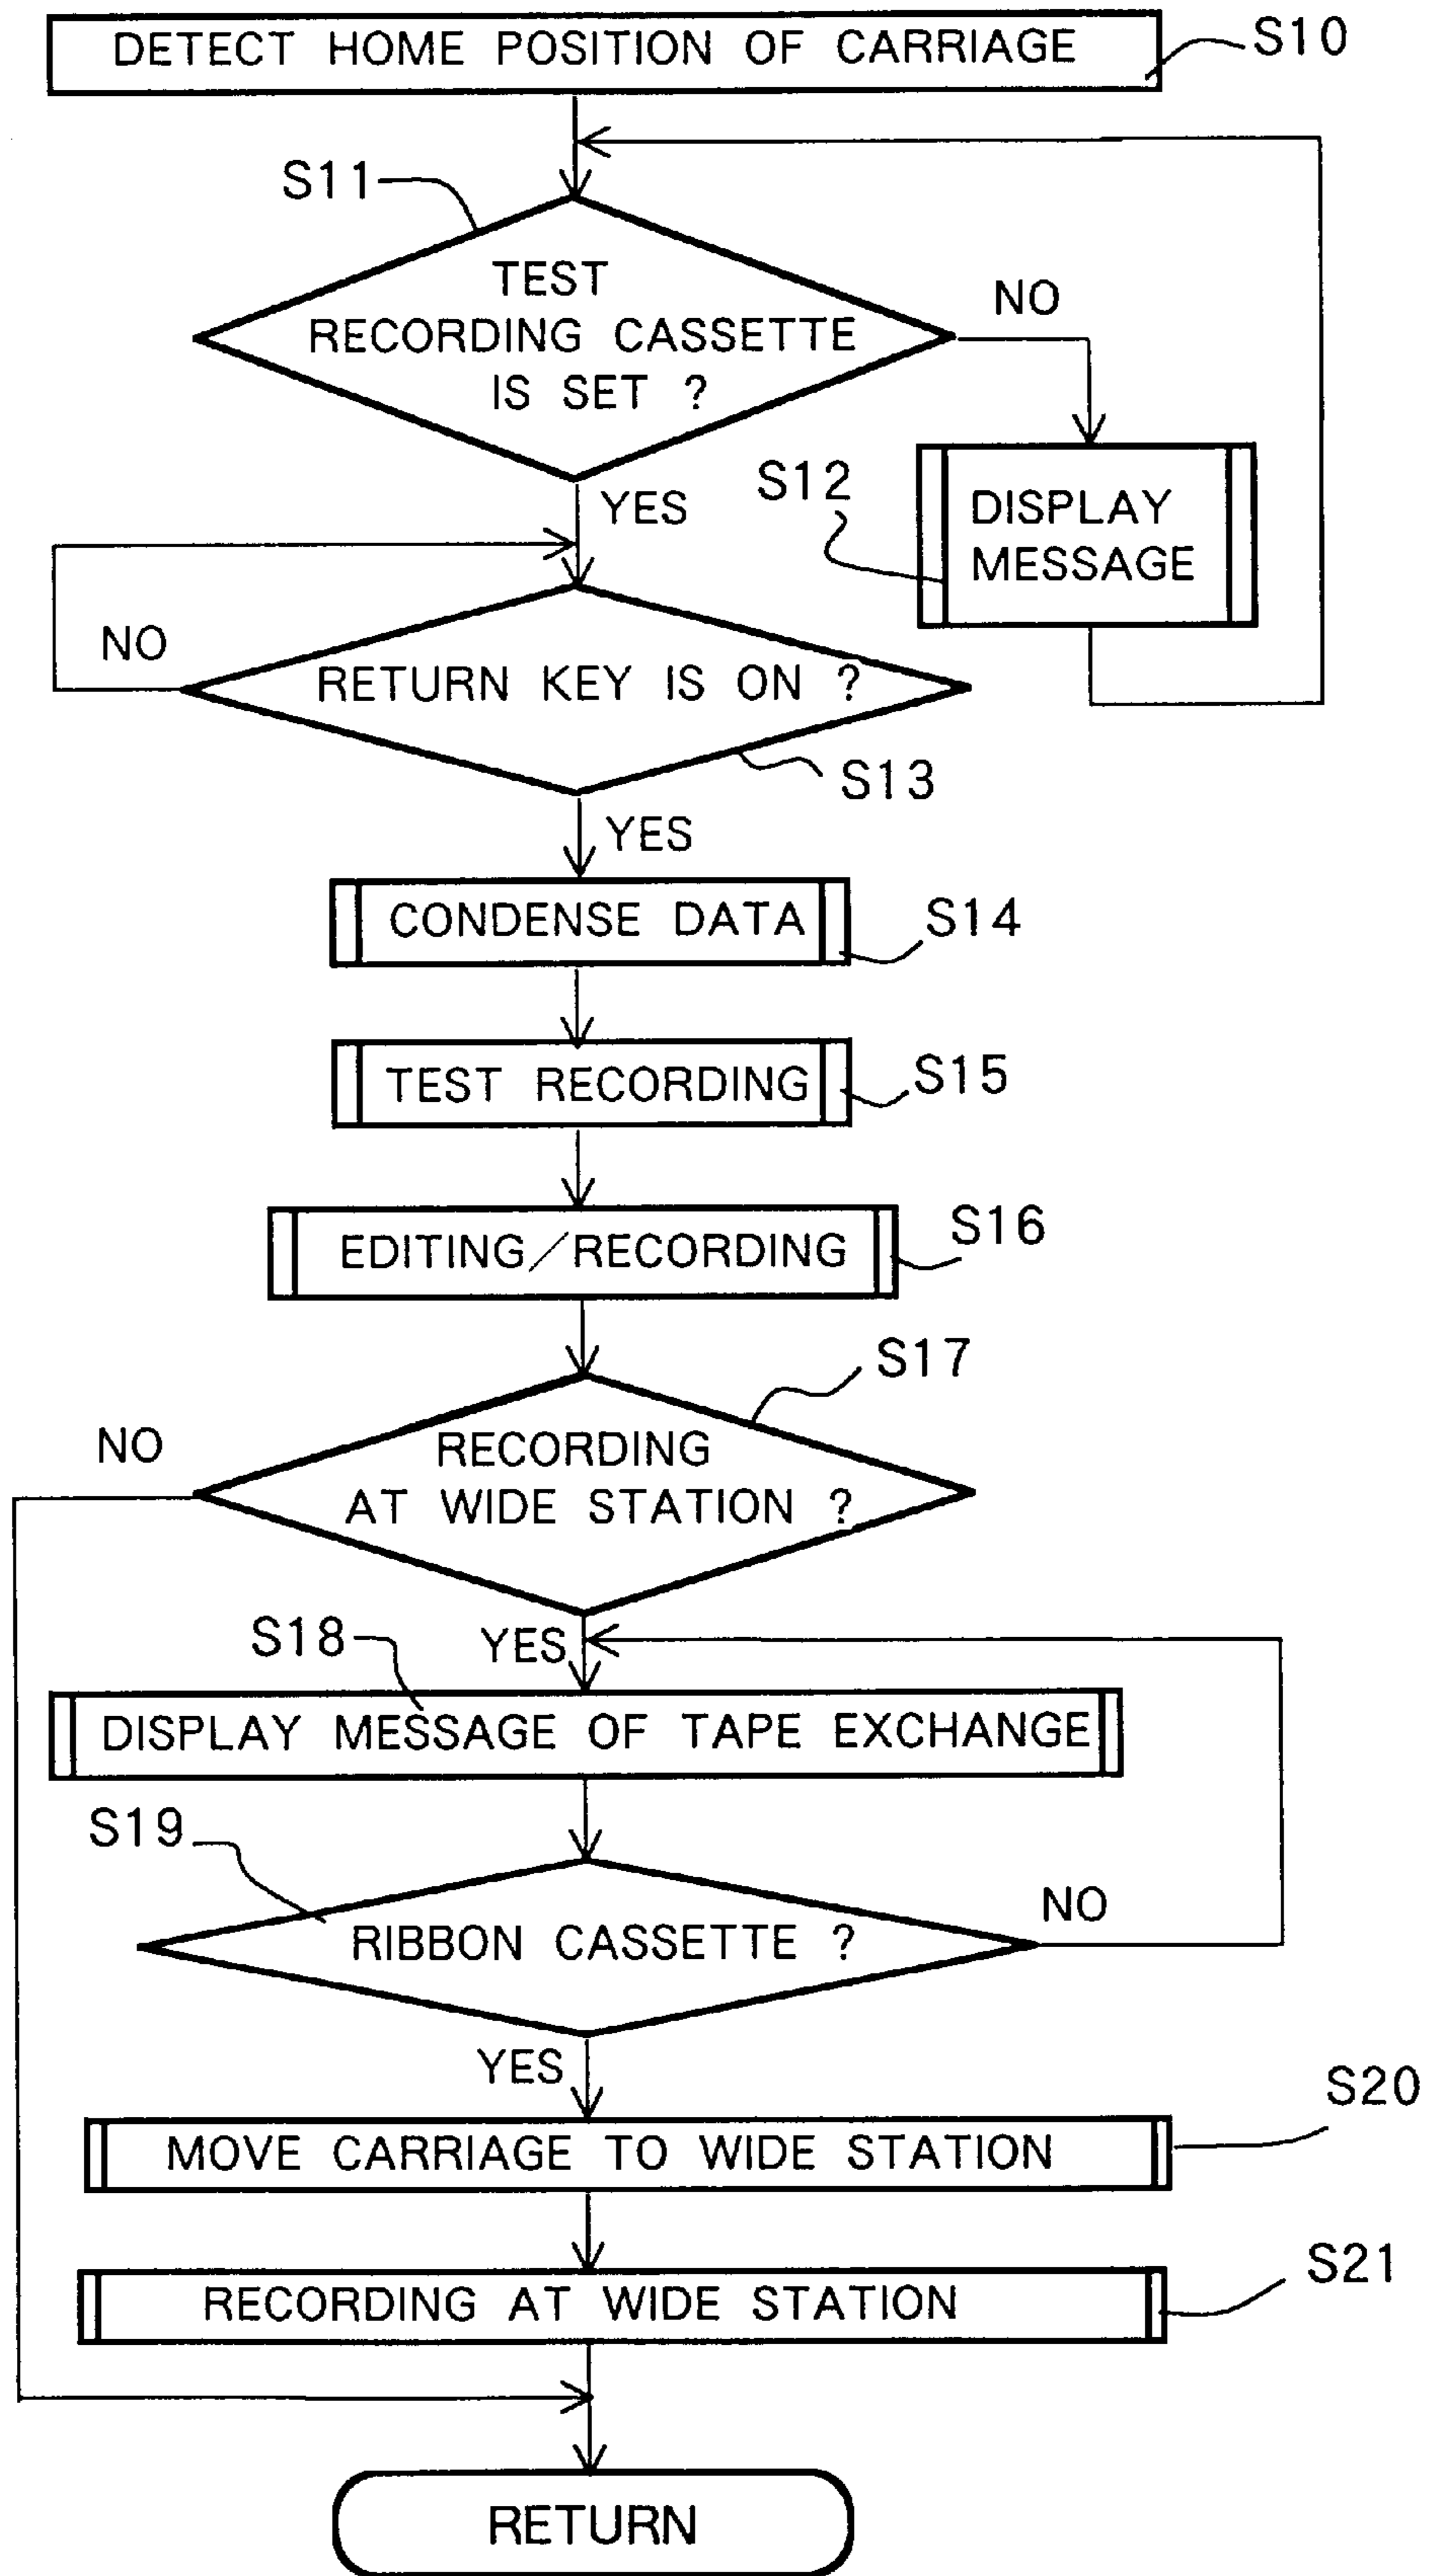 DETECT HOME POSITION OF CARRIAGE
S10
S11
TEST
RECORDING CASSETTE
IS SET ?
NO
S12
DISPLAY
MESSAGE
YES
NO
RETURN KEY IS ON ?
S13
YES
CONDENSE DATA
S14
TEST RECORDING
S15
EDITING/RECORDING
S16
S17
NO
RECORDING
AT WIDE STATION ?
S18
YES
DISPLAY MESSAGE OF TAPE EXCHANGE
S19
RIBBON CASSETTE ?
NO
YES
S20
MOVE CARRIAGE TO WIDE STATION
S21
RECORDING AT WIDE STATION
RETURN